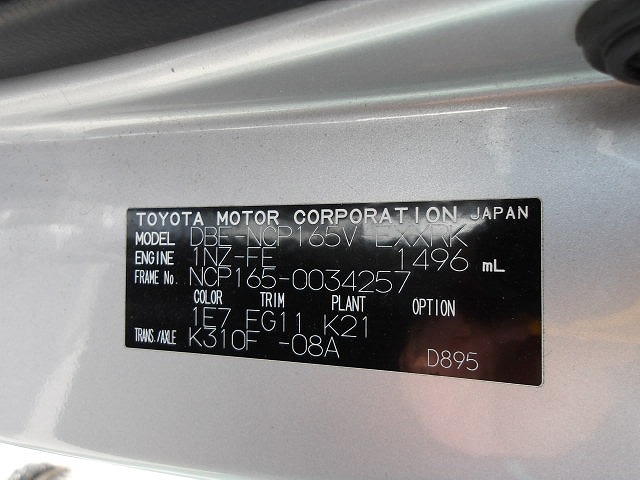 TOYOTA MOTOR CORPORATION JAPAN
MODEL DBE-NCP165V EXXRK
ENGINE 1NZ-FE 1496 mL
FRAME No. NCP165-0034257
COLOR TRIM PLANT OPTION
1E7 EG11 K21
TRANS./AXLE K310F -08A
D895